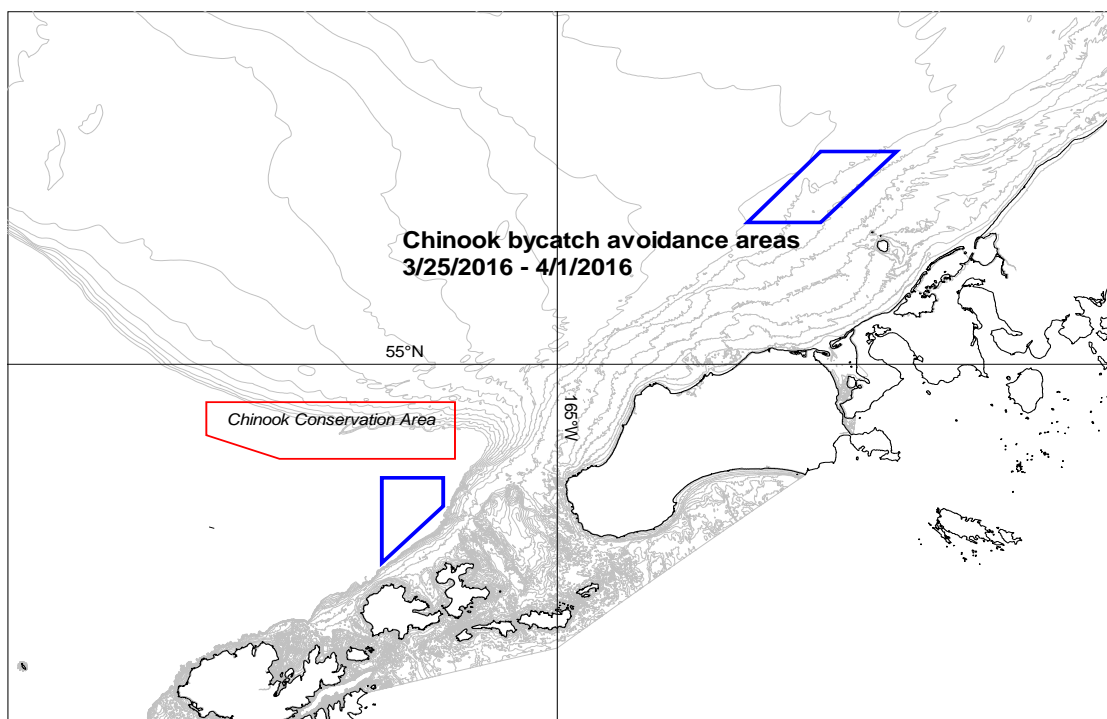 Chinook bycatch avoidance areas
3/25/2016 - 4/1/2016
55°N
165°W
Chinook Conservation Area